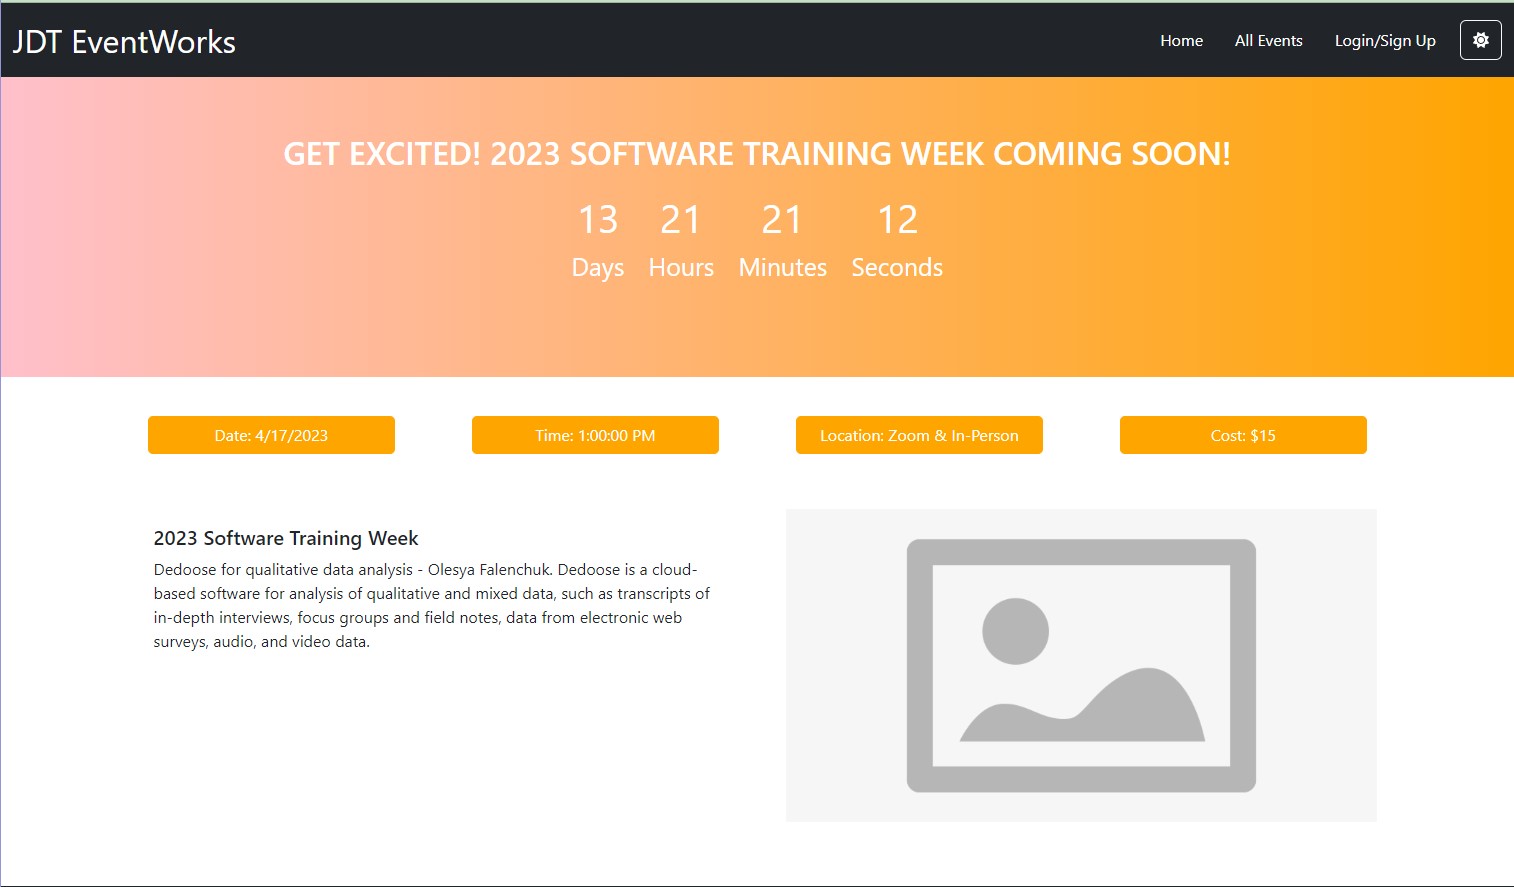 JDT EventWorks
Home
All Events
Login/Sign Up
GET EXCITED! 2023 SOFTWARE TRAINING WEEK COMING SOON!
13 21 21 12
Days Hours Minutes Seconds
Date: 4/17/2023
Time: 1:00:00 PM
Location: Zoom & In-Person
Cost: $15
2023 Software Training Week
Dedoose for qualitative data analysis - Olesya Falenchuk. Dedoose is a cloud-
based software for analysis of qualitative and mixed data, such as transcripts of
in-depth interviews, focus groups and field notes, data from electronic web
surveys, audio, and video data.